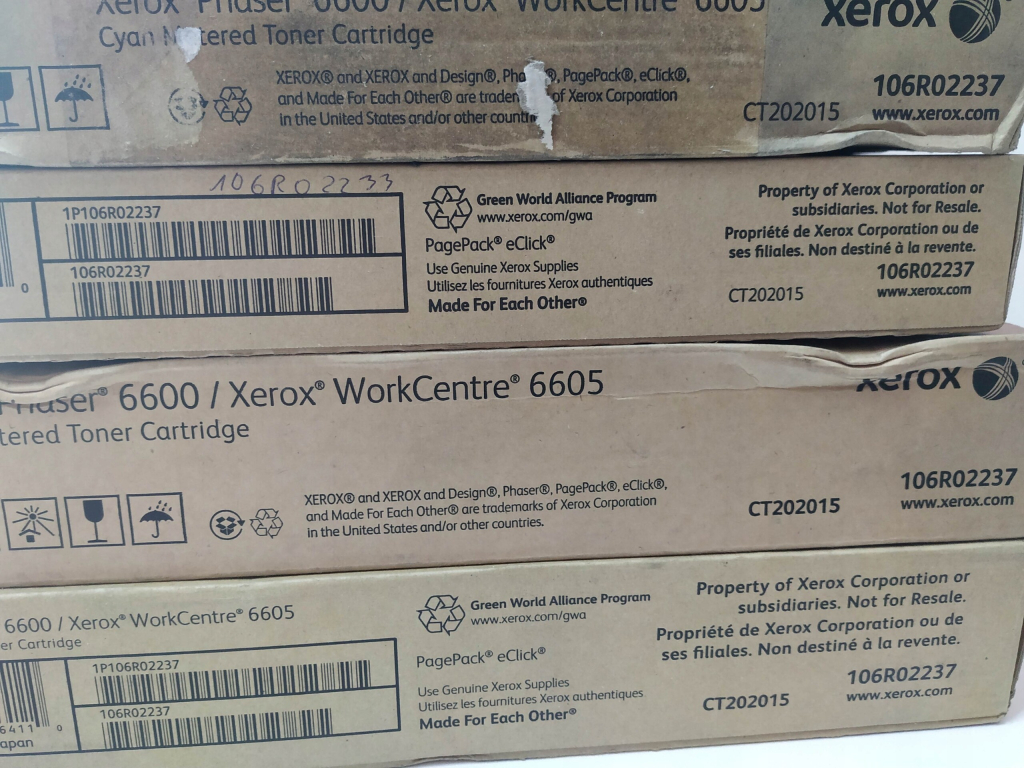 Xerox® Phaser® 6600 / Xerox® WorkCentre® 6605
xerox
Cyan Metered Toner Cartridge
XEROX® and XEROX and Design®, Phaser®, PagePack®, eClick®,
and Made For Each Other® are trademarks of Xerox Corporation
in the United States and/or other countries.
106R02237
CT202015
www.xerox.com
106R02233
1P106R02237
106R02237
0
Green World Alliance Program
www.xerox.com/gwa
PagePack® eClick®
Use Genuine Xerox Supplies
Utilisez les fournitures Xerox authentiques
Made For Each Other®
Property of Xerox Corporation or
subsidiaries. Not for Resale.
Propriété de Xerox Corporation ou de
ses filiales. Non destiné à la revente.
106R02237
CT202015
www.xerox.com
Phaser® 6600 / Xerox® WorkCentre® 6605
xerox
tered Toner Cartridge
XEROX® and XEROX and Design®, Phaser®, PagePack®, eClick®,
and Made For Each Other® are trademarks of Xerox Corporation
in the United States and/or other countries.
106R02237
CT202015
www.xerox.com
6600 / Xerox® WorkCentre® 6605
er Cartridge
1P106R02237
106R02237
6411 0
apan
Green World Alliance Program
www.xerox.com/gwa
PagePack® eClick®
Use Genuine Xerox Supplies
Utilisez les fournitures Xerox authentiques
Made For Each Other®
Property of Xerox Corporation or
subsidiaries. Not for Resale.
Propriété de Xerox Corporation ou de
ses filiales. Non destiné à la revente.
106R02237
CT202015
www.xerox.com